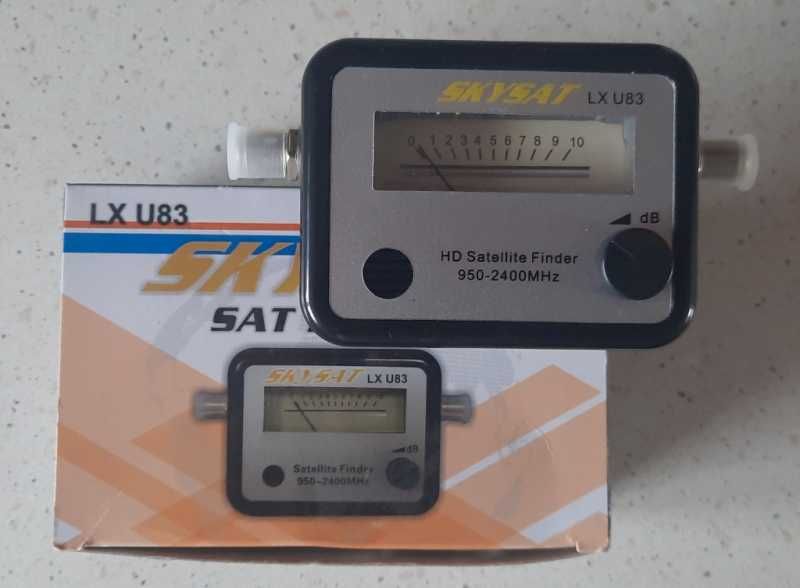 SKYSAT LX U83
0 1 2 3 4 5 6 7 8 9 10
dB
HD Satellite Finder
950-2400MHz
LX U83
SAT
SKYSAT LX U83
dB
Satellite Finder
950-2400MHz